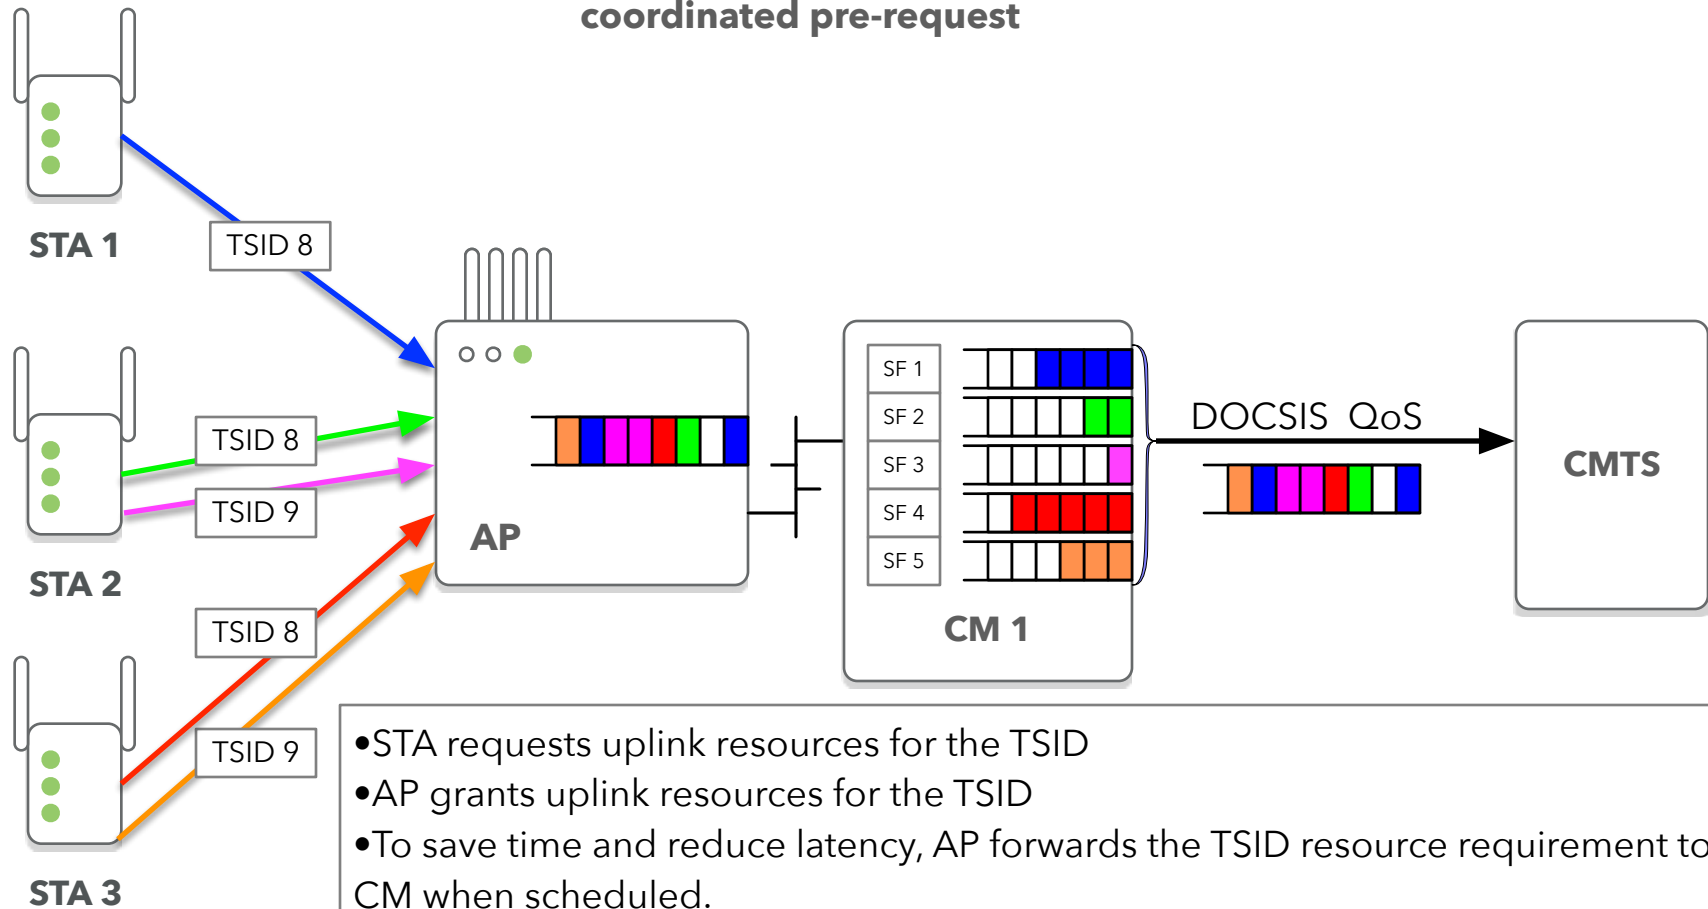 coordinated pre-request
STA 1
TSID 8
STA 2
TSID 8
TSID 9
STA 3
TSID 8
TSID 9
AP
SF 1
SF 2
SF 3
SF 4
SF 5
CM 1
DOCSIS QoS
CMTS
•STA requests uplink resources for the TSID
•AP grants uplink resources for the TSID
•To save time and reduce latency, AP forwards the TSID resource requirement to
CM when scheduled.